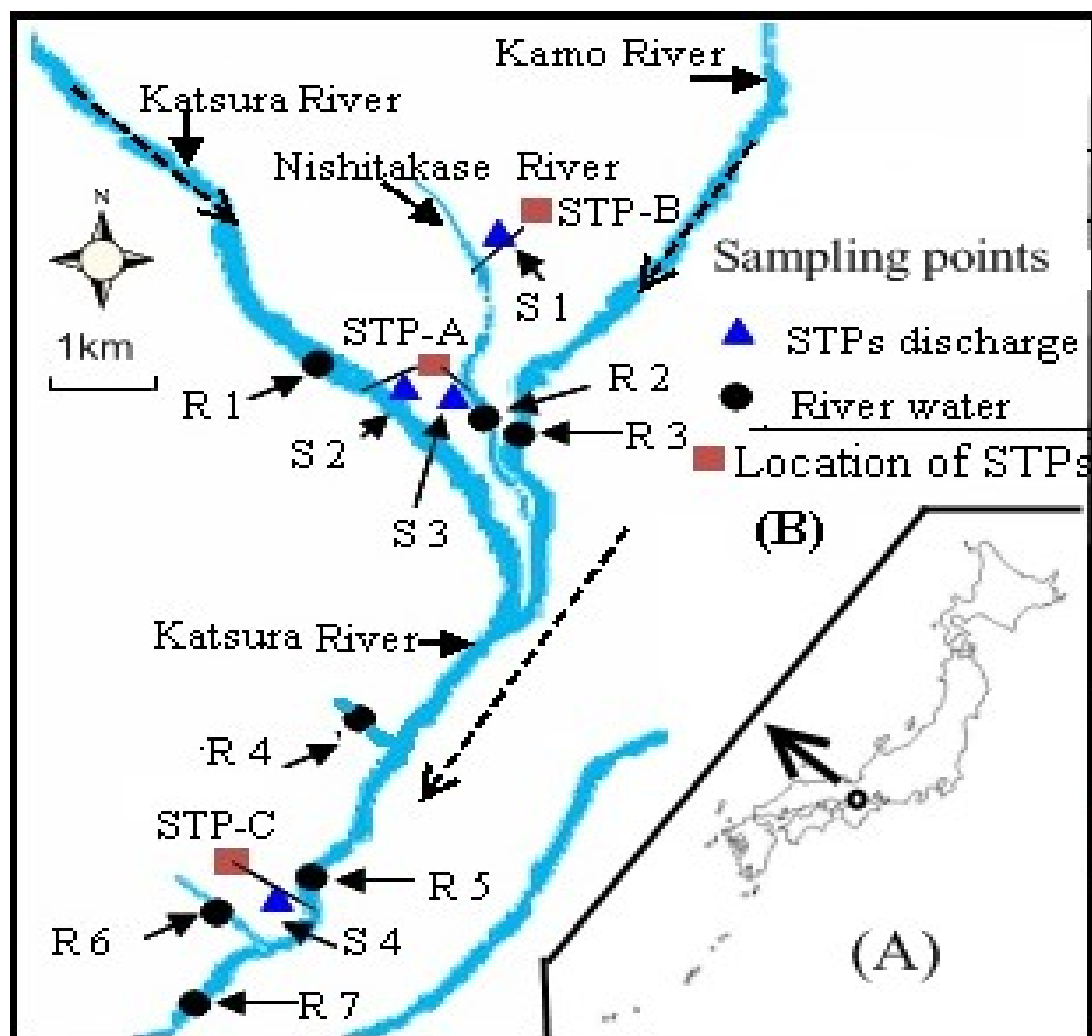 Kamo River
Katsura River
N
Nishitakase River
STP-B
Sampling points
S 1
STP-A
1km
STPs discharge
R 2
R 1
River water
R 3
S 2
Location of STPs
S 3
(B)
Katsura River
R 4
STP-C
R 5
R 6
S 4
(A)
R 7